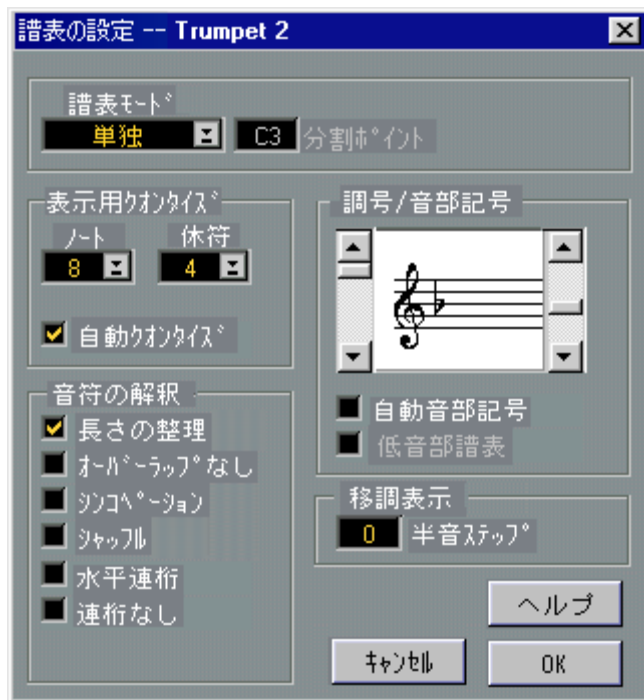 譜表の設定 -- Trumpet 2
譜表ﾓｰﾄﾞ
単独 C3 分割ﾎﾟｲﾝﾄ
表示用ｸｵﾝﾀｲｽﾞ
ﾉｰﾄ 休符
8 4
自動ｸｵﾝﾀｲｽﾞ
音符の解釈
長さの整理
ｵｰﾊﾞｰﾗｯﾌﾟなし
ｼﾝｺﾍﾟｰｼｮﾝ
ｼｬｯﾌﾙ
水平連桁
連桁なし
調号/音部記号
自動音部記号
低音部譜表
移調表示
0 半音ｽﾃｯﾌﾟ
ヘルプ
ｷｬﾝｾﾙ OK